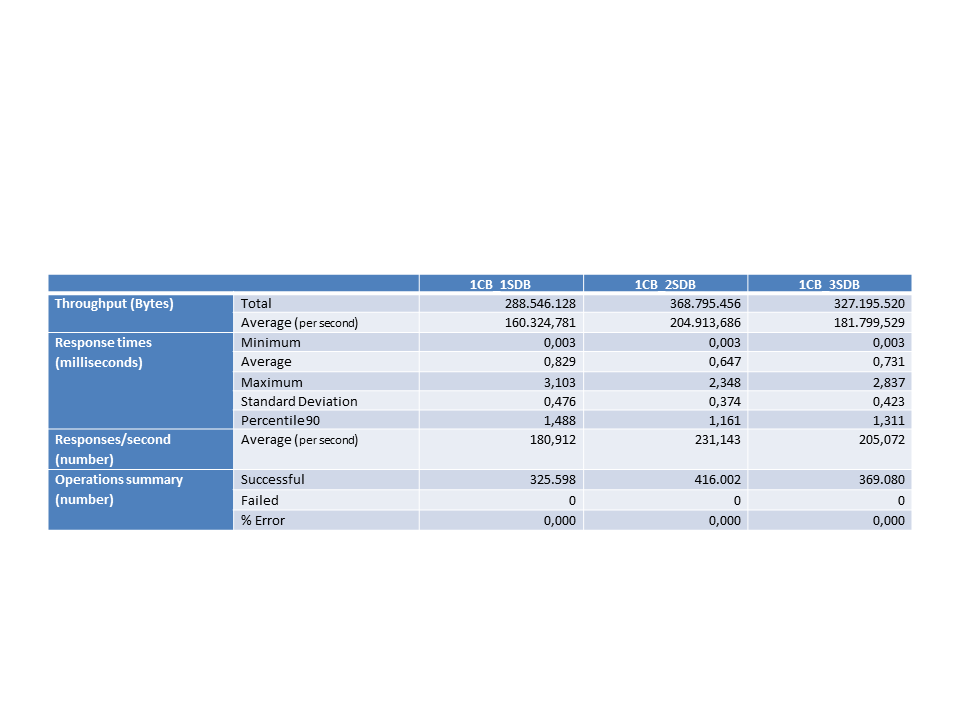 1CB 1SDB 1CB 2SDB 1CB 3SDB
Throughput (Bytes) Total 288.546.128 368.795.456 327.195.520
Average (per second) 160.324,781 204.913,686 181.799,529
Response times (milliseconds) Minimum 0,003 0,003 0,003
Average 0,829 0,647 0,731
Maximum 3,103 2,348 2,837
Standard Deviation 0,476 0,374 0,423
Percentile90 1,488 1,161 1,311
Responses/second (number) Average (per second) 180,912 231,143 205,072
Operations summary (number) Successful 325.598 416.002 369.080
Failed 0 0 0
% Error 0,000 0,000 0,000